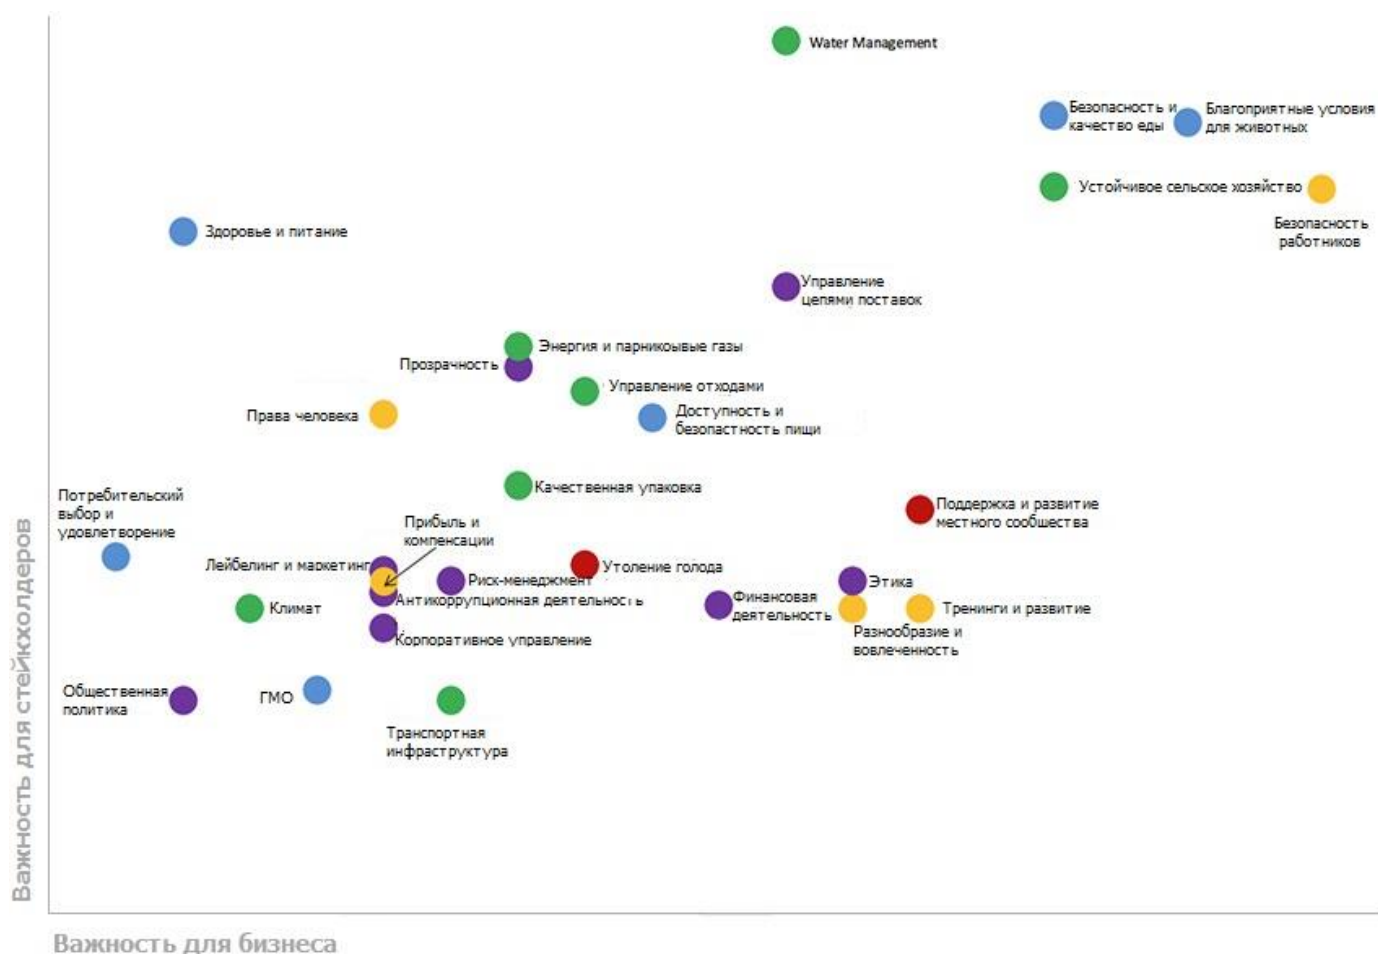 Water Management
Безопасность и
качество еды
Благоприятные условия
для животных
Устойчивое сельское хозяйство
Безопасность
работников
Здоровье и питание
Управление
цепями поставок
Энергия и парникоывые газы
Прозрачность
Управление отходами
Доступность и
безопастность пищи
Права человека
Качественная упаковка
Потребительский
выбор и
удовлетворение
Поддержка и развитие
местного сообщества
Прибыль и
компенсации
Лейбелинг и маркетинг
Риск-менеджмент
Утоление голода
Антикоррупционная деятельность
Климат
Финансовая
деятельность
Этика
Тренинги и развитие
Разнообразие и
вовлеченность
Корпоративное управление
Общественная
политика
ГМО
Транспортная
инфраструктура
Важность для стейкхолдеров
Важность для бизнеса